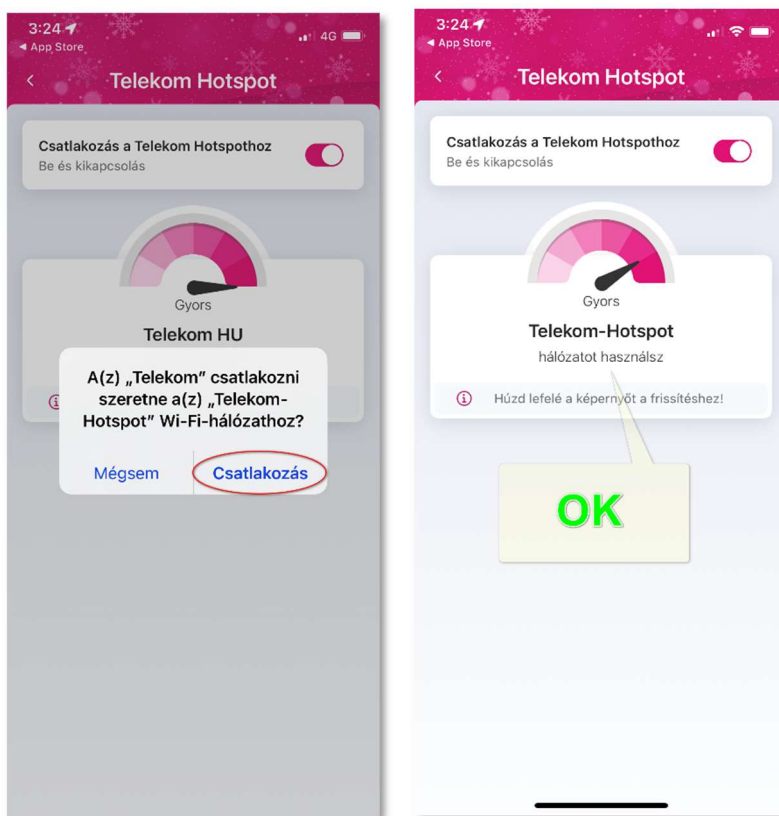 3:24
◀ App Store
4G
Telekom Hotspot
Csatlakozás a Telekom Hotspothoz
Be és kikapcsolás
Gyors
Telekom HU
A(z) „Telekom” csatlakozni
szeretne a(z) „Telekom-
Hotspot” Wi-Fi-hálózathoz?
Mégsem
Csatlakozás
3:24
◀ App Store
Telekom Hotspot
Csatlakozás a Telekom Hotspothoz
Be és kikapcsolás
Gyors
Telekom-Hotspot
hálózatot használsz
Húzd lefelé a képernyőt a frissítéshez!
OK